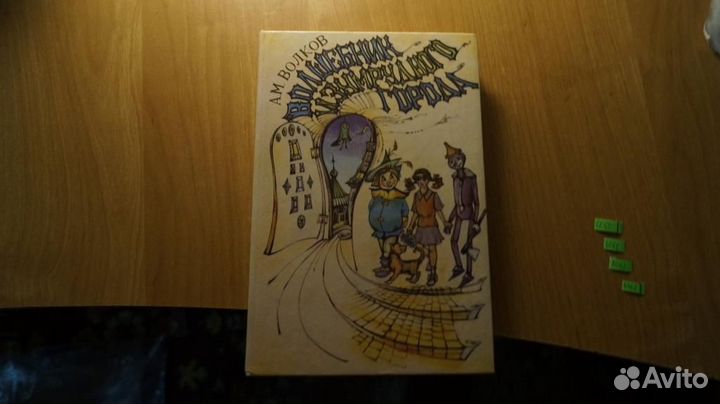 А М ВОЛКОВ
ВОЛШЕБНИК
ИЗУМРУДНОГО
ГОРОДА
Avito